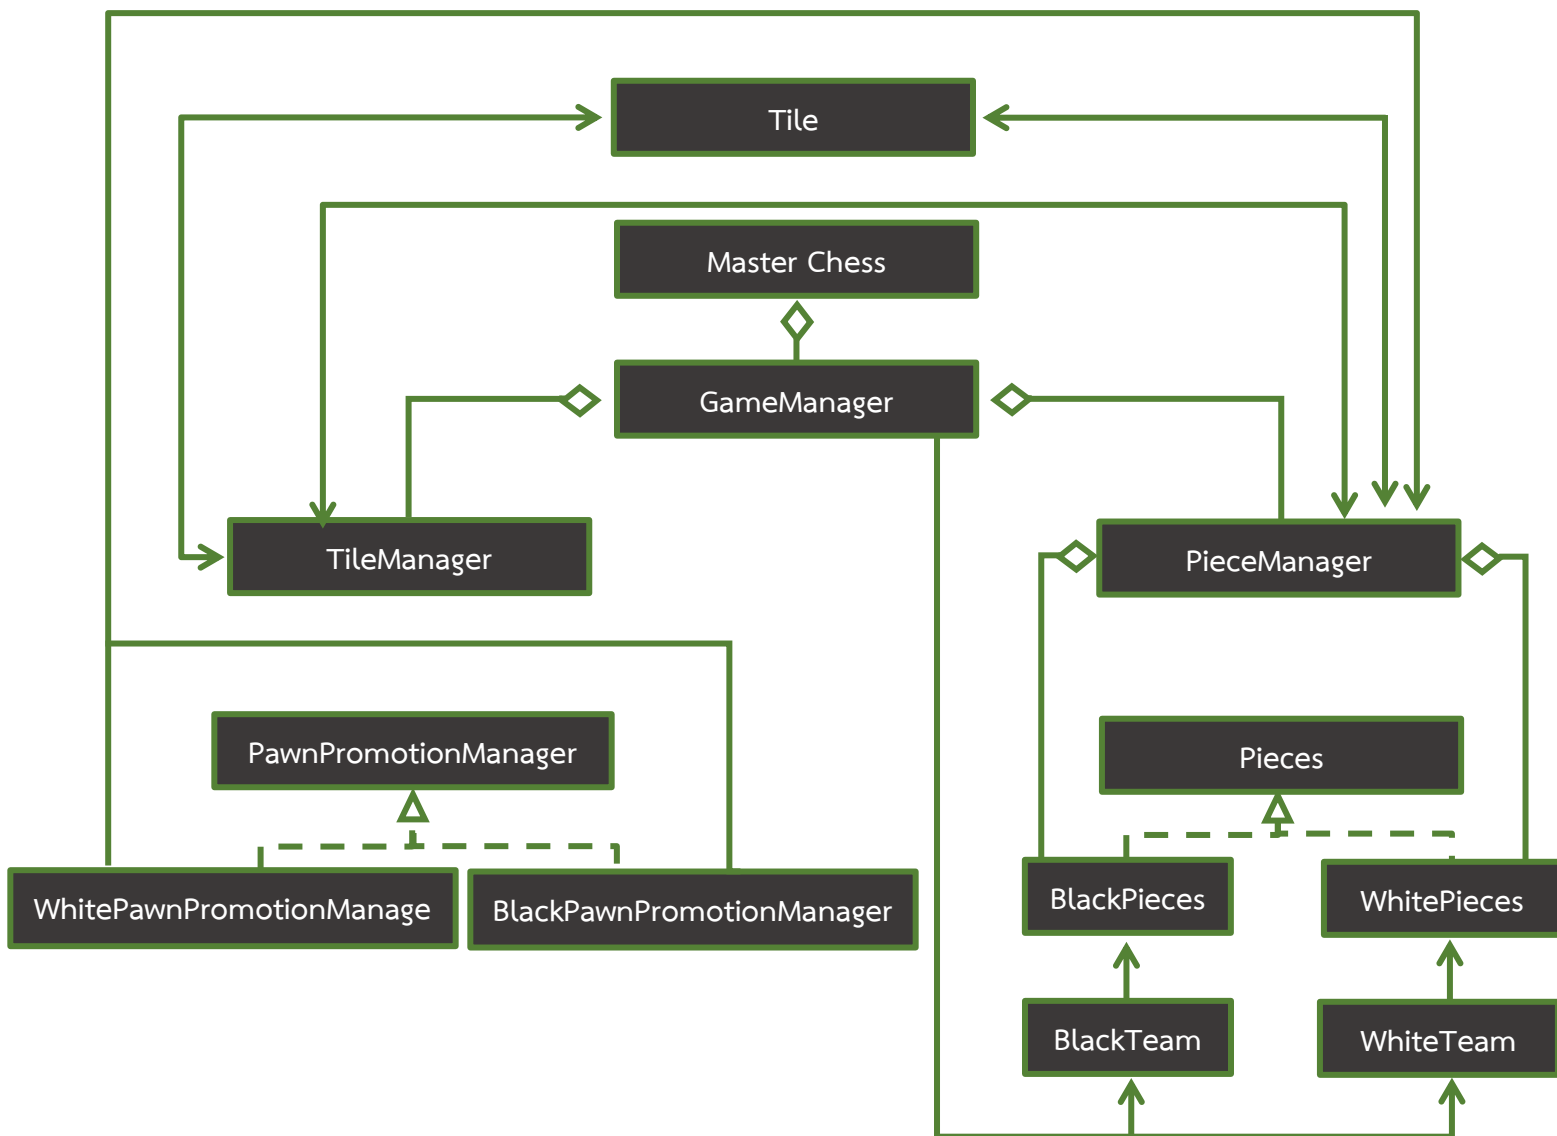 Tile
Master Chess
GameManager
TileManager
PieceManager
PawnPromotionManager
Pieces
WhitePawnPromotionManage
BlackPawnPromotionManager
BlackPieces
WhitePieces
BlackTeam
WhiteTeam